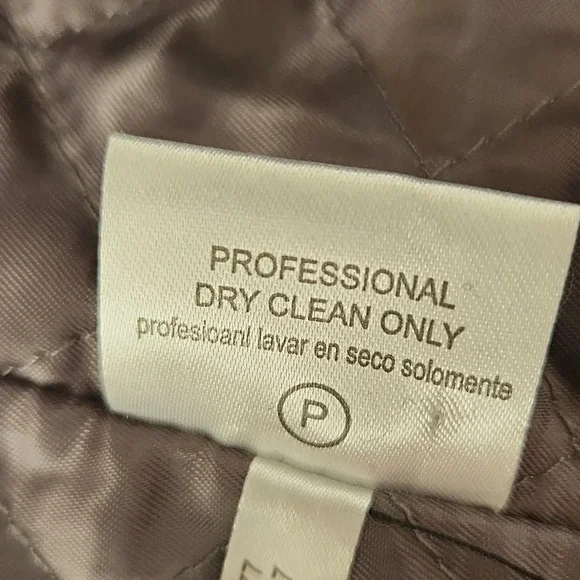 PROFESSIONAL
DRY CLEAN ONLY
profesioanl lavar en seco solomente
P